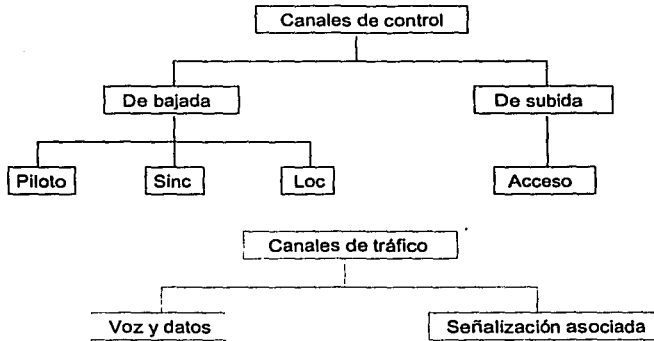 Canales de control
De bajada
De subida
Piloto
Sinc
Loc
Acceso
Canales de tráfico
Voz y datos
Señalización asociada